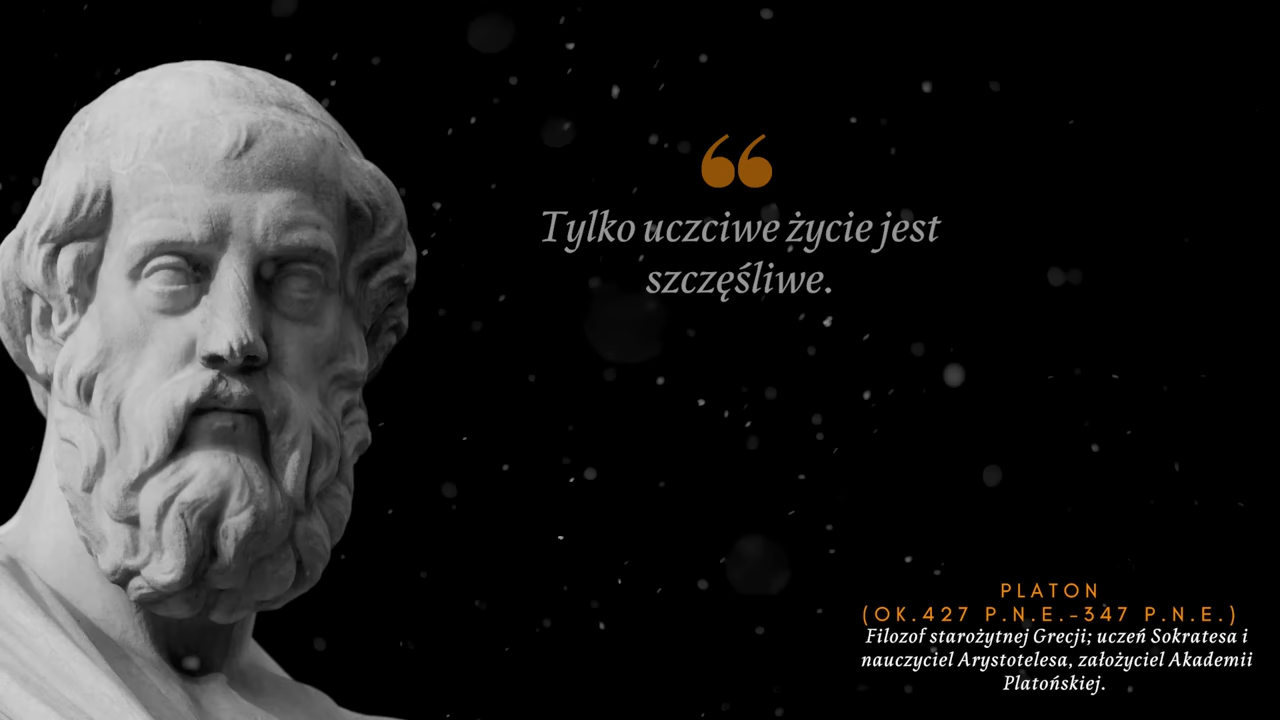 “
Tylko uczciwe życie jest
szczęśliwe.
PLATON
(OK.427 P.N.E.-347 P.N.E.)
Filozof starożytnej Grecji; uczeń Sokratesa i
nauczyciel Arystotelesa, założyciel Akademii
Platońskiej.